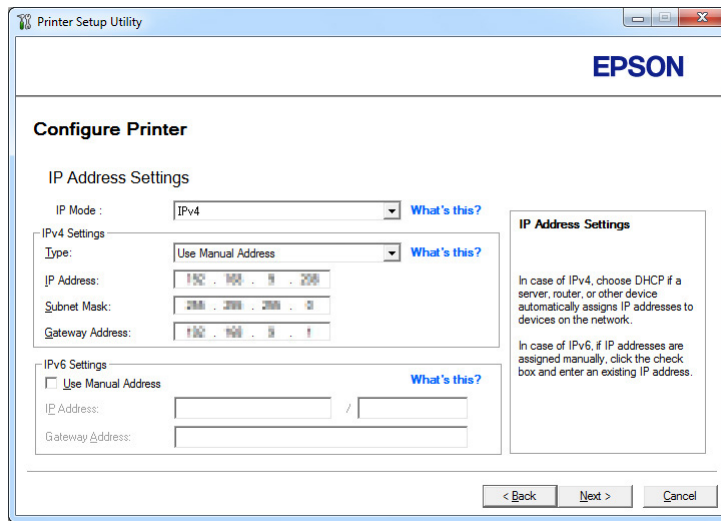 Printer Setup Utility
EPSON
Configure Printer
IP Address Settings
IP Mode : IPv4 What's this?
IPv4 Settings
Type: Use Manual Address What's this?
IP Address:
Subnet Mask:
Gateway Address:
IPv6 Settings
Use Manual Address What's this?
IP Address: /
Gateway Address:
IP Address Settings
In case of IPv4, choose DHCP if a
server, router, or other device
automatically assigns IP addresses to
devices on the network.
In case of IPv6, if IP addresses are
assigned manually, click the check
box and enter an existing IP address.
< Back Next > Cancel